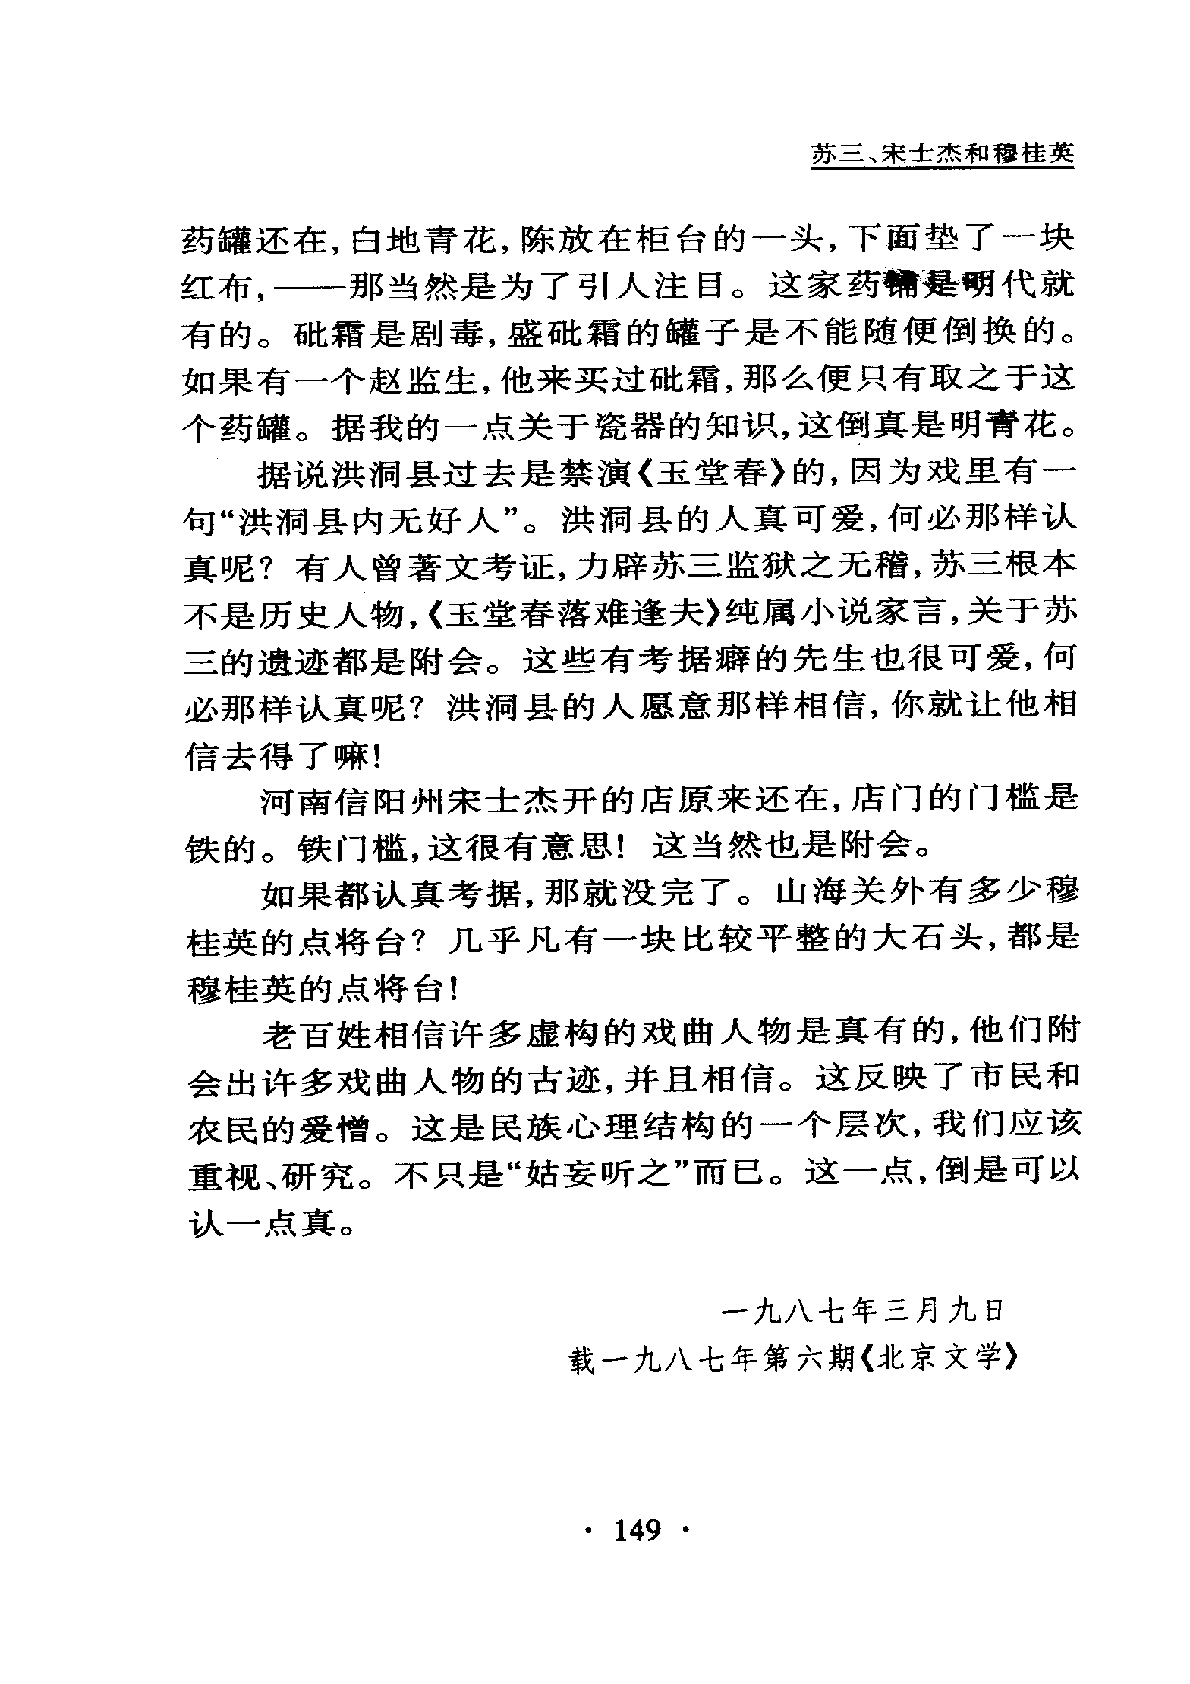 苏三、宋士杰和穆桂英
药罐还在，白地青花，陈放在柜台的一头，下面垫了一块
红布，——那当然是为了引人注目。这家药铺是明代就
有的。砒霜是剧毒，盛砒霜的罐子是不能随便倒换的。
如果有一个赵监生，他来买过砒霜，那么便只有取之于这
个药罐。据我的一点关于瓷器的知识，这倒真是明青花。
据说洪洞县过去是禁演《玉堂春》的，因为戏里有一
句“洪洞县内无好人”。洪洞县的人真可爱，何必那样认
真呢？有人曾著文考证，力辟苏三监狱之无稽，苏三根本
不是历史人物，《玉堂春落难逢夫》纯属小说家言，关于苏
三的遗迹都是附会。这些有考据癖的先生也很可爱，何
必那样认真呢？洪洞县的人愿意那样相信，你就让他相
信去得了嘛！
河南信阳州宋士杰开的店原来还在，店门的门槛是
铁的。铁门槛，这很有意思！这当然也是附会。
如果都认真考据，那就没完了。山海关外有多少穆
桂英的点将台？几乎凡有一块比较平整的大石头，都是
穆桂英的点将台！
老百姓相信许多虚构的戏曲人物是真有的，他们附
会出许多戏曲人物的古迹，并且相信。这反映了市民和
农民的爱憎。这是民族心理结构的一个层次，我们应该
重视、研究。不只是“姑妄听之”而已。这一点，倒是可以
认一点真。
一九八七年三月九日
载一九八七年第六期《北京文学》
· 149 ·